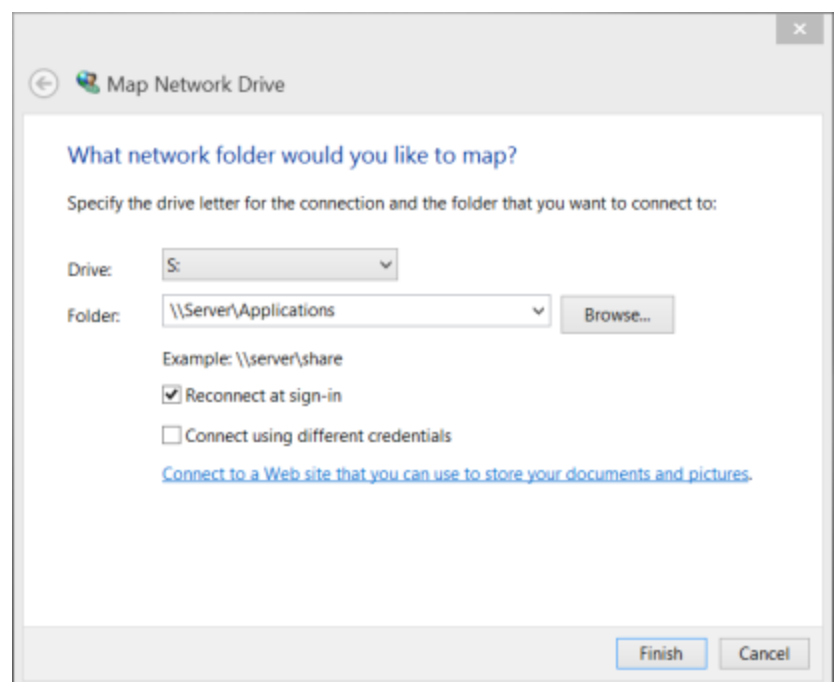 Map Network Drive
What network folder would you like to map?
Specify the drive letter for the connection and the folder that you want to connect to:
Drive: S:
Folder: \\Server\Applications Browse...
Example: \\server\share
Reconnect at sign-in
Connect using different credentials
Connect to a Web site that you can use to store your documents and pictures.
Finish Cancel